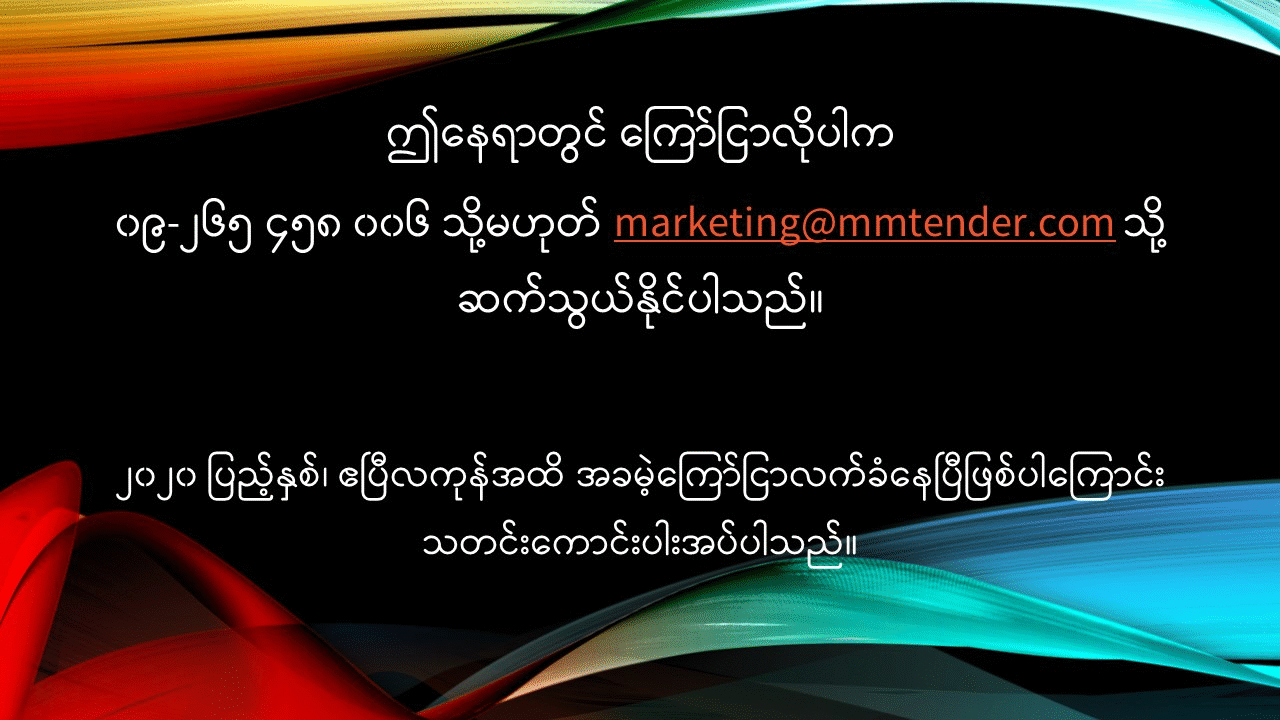 ဤနေရာတွင် ကြော်ငြာလိုပါက
၀၉-၂၆၅ ၄၅၈ ၀၀၆ သို့မဟုတ် marketing@mmtender.com သို့
ဆက်သွယ်နိုင်ပါသည်။
၂၀၂၀ ပြည့်နှစ်၊ ဧပြီလကုန်အထိ အခမဲ့ကြော်ငြာလက်ခံနေပြီဖြစ်ပါကြောင်း
သတင်းကောင်းပါးအပ်ပါသည်။